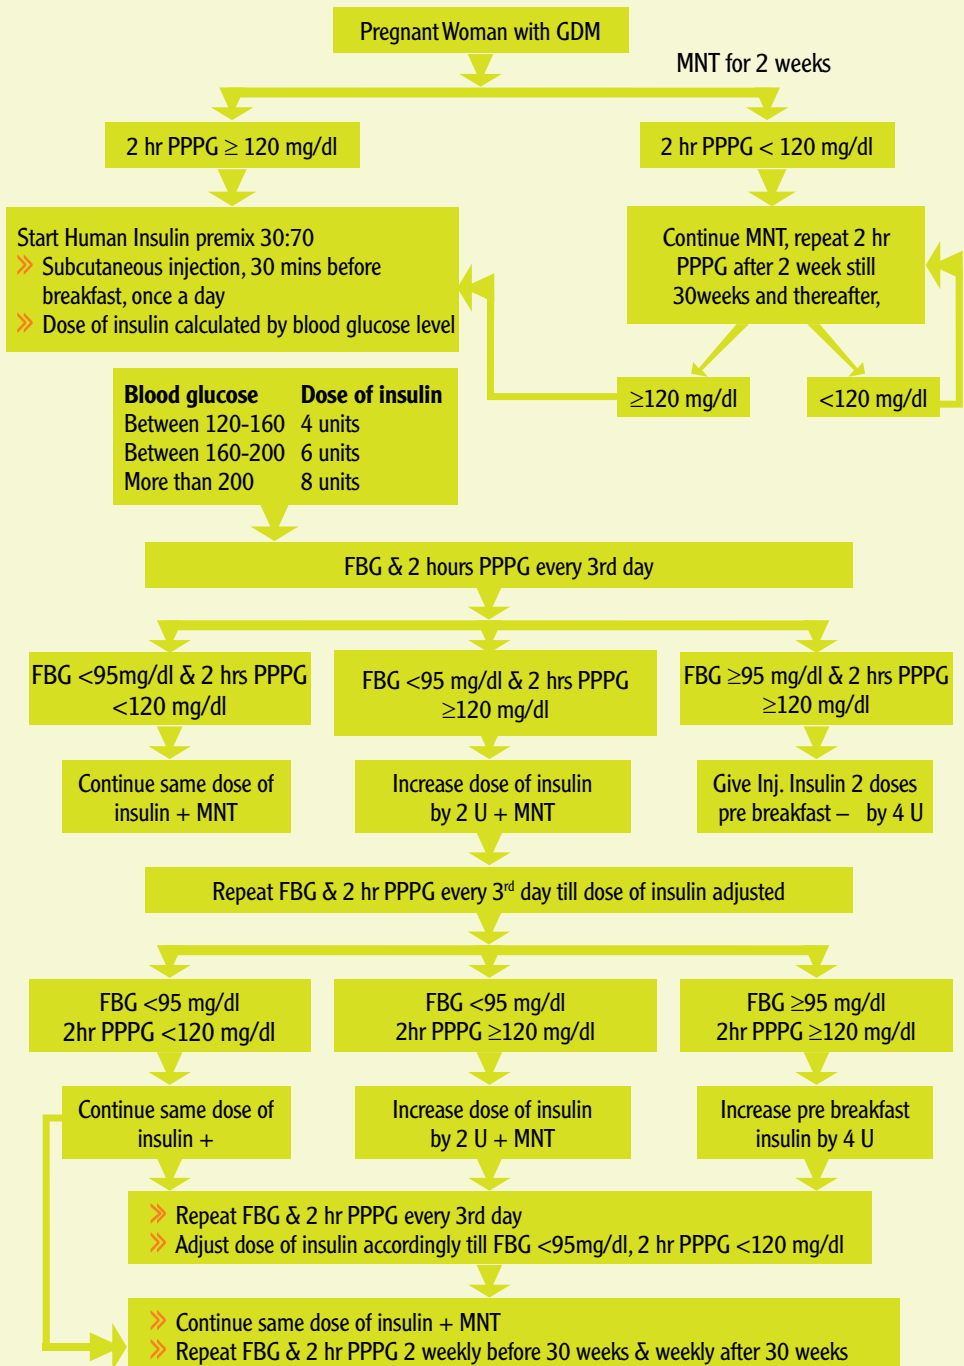 Pregnant Woman with GDM
MNT for 2 weeks
2 hr PPPG ≥ 120 mg/dl
2 hr PPPG < 120 mg/dl
Start Human Insulin premix 30:70
» Subcutaneous injection, 30 mins before
breakfast, once a day
» Dose of insulin calculated by blood glucose level
Continue MNT, repeat 2 hr
PPPG after 2 week still
30weeks and thereafter,
≥120 mg/dl
<120 mg/dl
Blood glucose Dose of insulin
Between 120-160 4 units
Between 160-200 6 units
More than 200 8 units
FBG & 2 hours PPPG every 3rd day
FBG <95mg/dl & 2 hrs PPPG
<120 mg/dl
FBG <95 mg/dl & 2 hrs PPPG
≥120 mg/dl
FBG ≥95 mg/dl & 2 hrs PPPG
≥120 mg/dl
Continue same dose of
insulin + MNT
Increase dose of insulin
by 2 U + MNT
Give Inj. Insulin 2 doses
pre breakfast – by 4 U
Repeat FBG & 2 hr PPPG every 3rd day till dose of insulin adjusted
FBG <95 mg/dl
2hr PPPG <120 mg/dl
FBG <95 mg/dl
2hr PPPG ≥120 mg/dl
FBG ≥95 mg/dl
2hr PPPG ≥120 mg/dl
Continue same dose of
insulin +
Increase dose of insulin
by 2 U + MNT
Increase pre breakfast
insulin by 4 U
» Repeat FBG & 2 hr PPPG every 3rd day
» Adjust dose of insulin accordingly till FBG <95mg/dl, 2 hr PPPG <120 mg/dl
» Continue same dose of insulin + MNT
» Repeat FBG & 2 hr PPPG 2 weekly before 30 weeks & weekly after 30 weeks